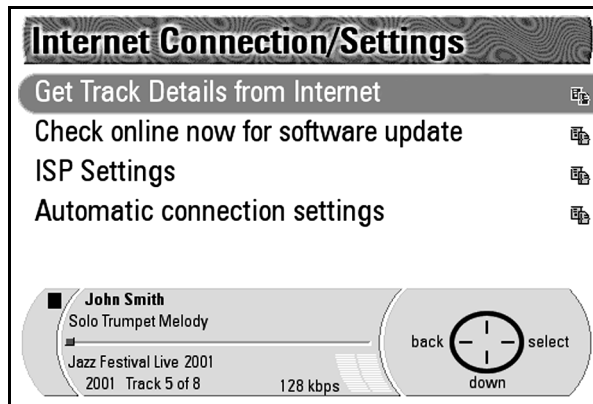 Internet Connection/Settings
Get Track Details from Internet
Check online now for software update
ISP Settings
Automatic connection settings
John Smith
Solo Trumpet Melody
Jazz Festival Live 2001
2001 Track 5 of 8 128 kbps
back select
down